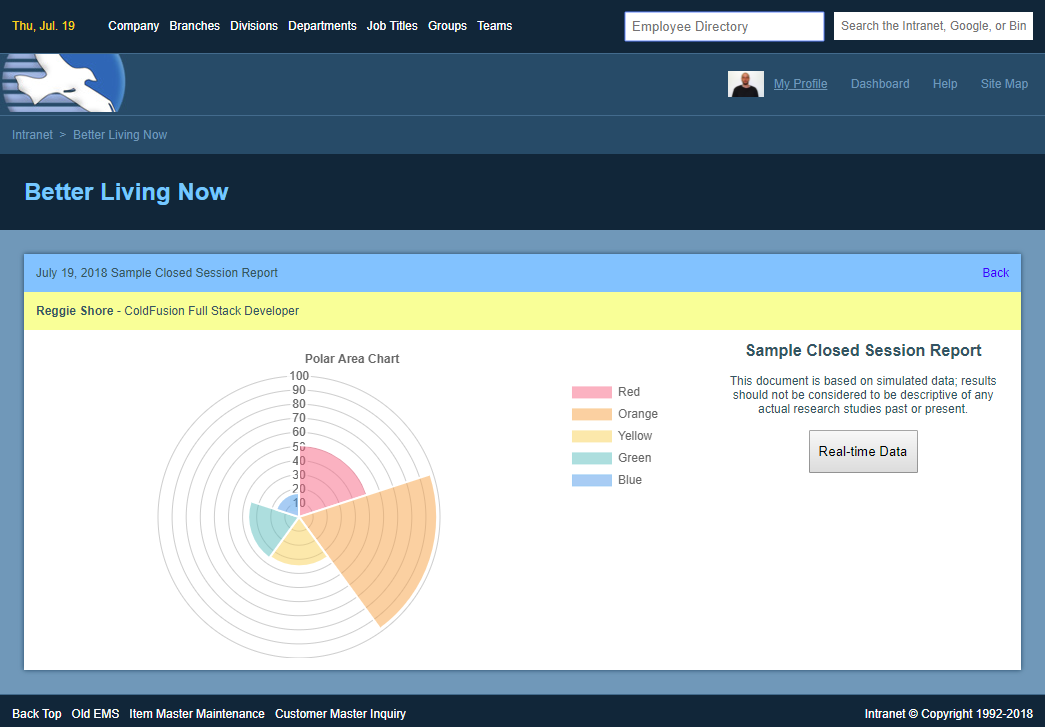 Thu, Jul. 19 Company Branches Divisions Departments Job Titles Groups Teams Employee Directory Search the Intranet, Google, or Bin
My Profile Dashboard Help Site Map
Intranet > Better Living Now
Better Living Now
July 19, 2018 Sample Closed Session Report Back
Reggie Shore - ColdFusion Full Stack Developer
Polar Area Chart
100
90
80
70
60
50
40
30
20
10
Red
Orange
Yellow
Green
Blue
Sample Closed Session Report
This document is based on simulated data; results
should not be considered to be descriptive of any
actual research studies past or present.
Real-time Data
Back Top Old EMS Item Master Maintenance Customer Master Inquiry Intranet © Copyright 1992-2018